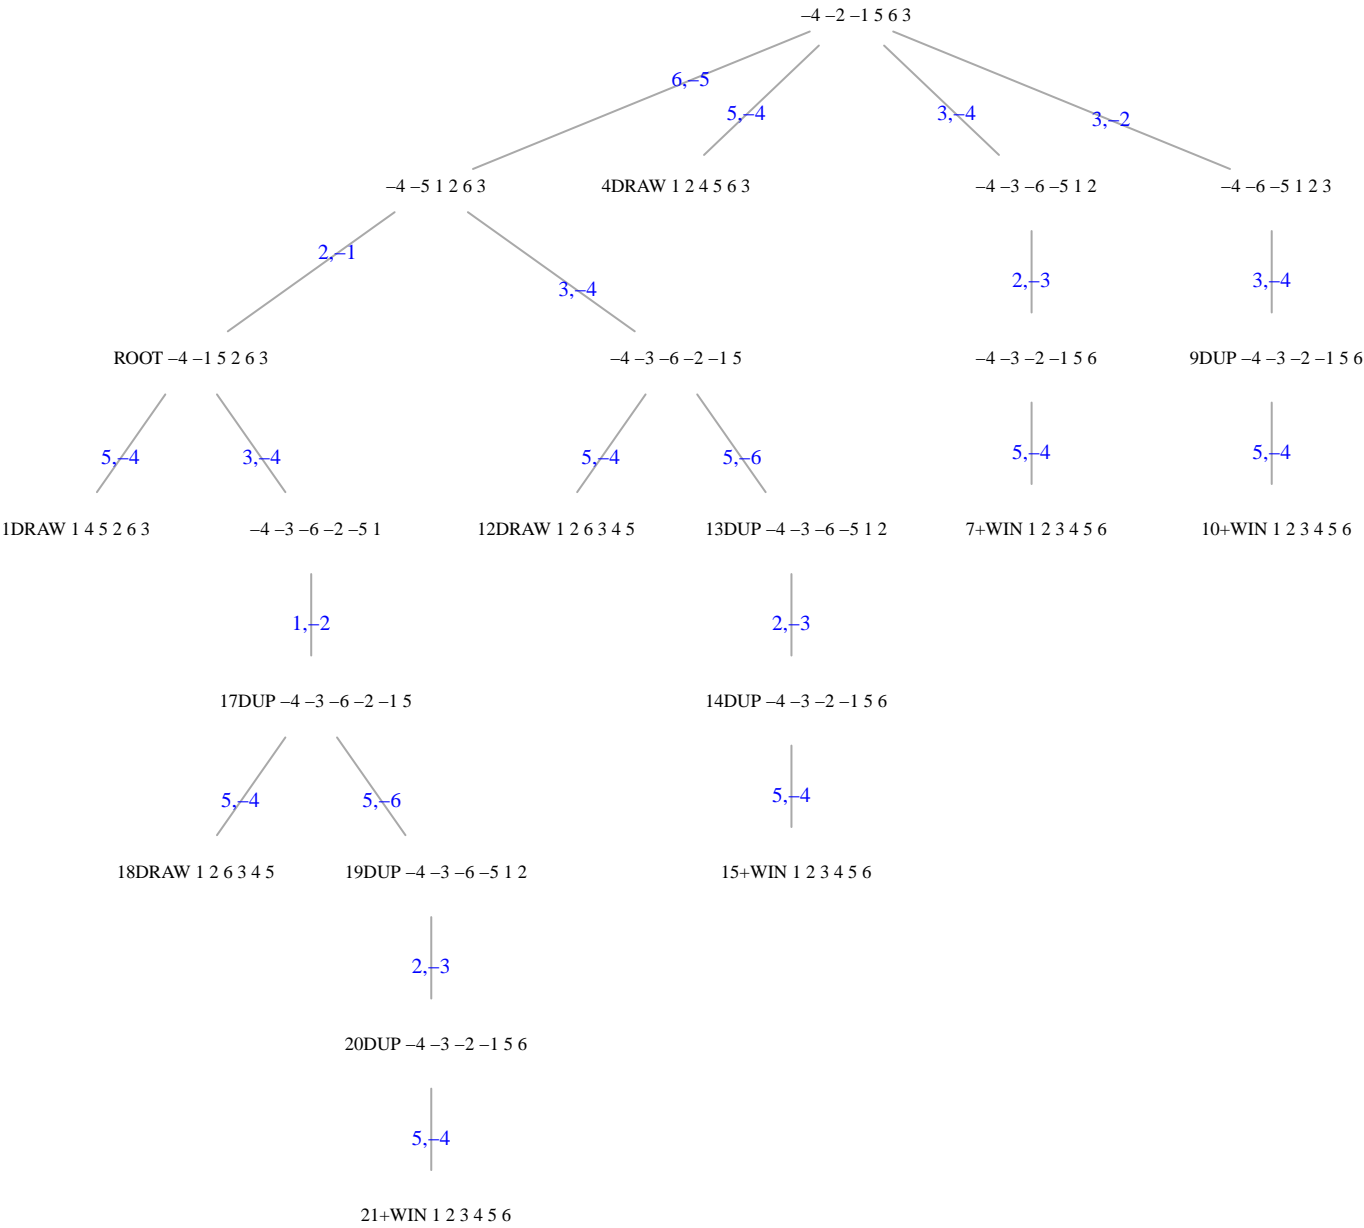 –4 –2 –1 5 6 3
6,–5
5,–4
3,–4
3,–2
–4 –5 1 2 6 3
4DRAW 1 2 4 5 6 3
–4 –3 –6 –5 1 2
–4 –6 –5 1 2 3
2,–1
3,–4
2,–3
3,–4
ROOT –4 –1 5 2 6 3
–4 –3 –6 –2 –1 5
–4 –3 –2 –1 5 6
9DUP –4 –3 –2 –1 5 6
5,–4
3,–4
5,–4
5,–6
5,–4
5,–4
1DRAW 1 4 5 2 6 3
–4 –3 –6 –2 –5 1
12DRAW 1 2 6 3 4 5
13DUP –4 –3 –6 –5 1 2
7+WIN 1 2 3 4 5 6
10+WIN 1 2 3 4 5 6
1,–2
2,–3
17DUP –4 –3 –6 –2 –1 5
14DUP –4 –3 –2 –1 5 6
5,–4
5,–6
5,–4
18DRAW 1 2 6 3 4 5
19DUP –4 –3 –6 –5 1 2
15+WIN 1 2 3 4 5 6
2,–3
20DUP –4 –3 –2 –1 5 6
5,–4
21+WIN 1 2 3 4 5 6